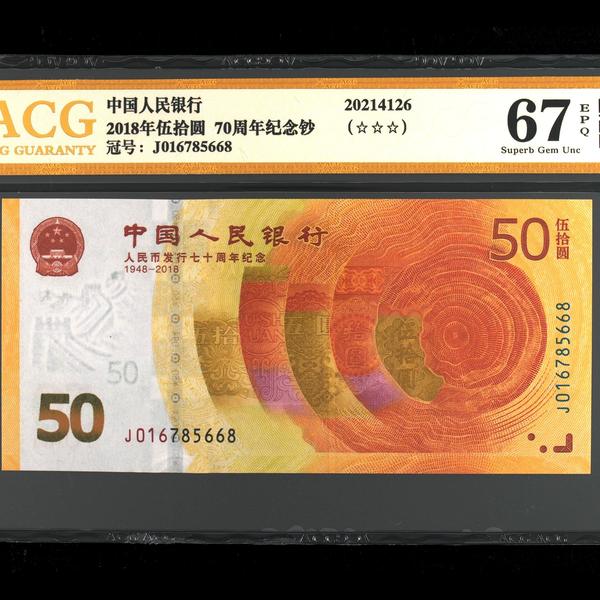 ACG
NG GUARANTY
中国人民银行
2018年伍拾圆 70周年纪念钞
冠号: J016785668
20214126
(☆☆☆)
67
EPQ
Superb Gem Unc
中国人民银行
人民币发行七十周年纪念
1948-2018
50
伍拾圆
50
50
J016785668
J016785668